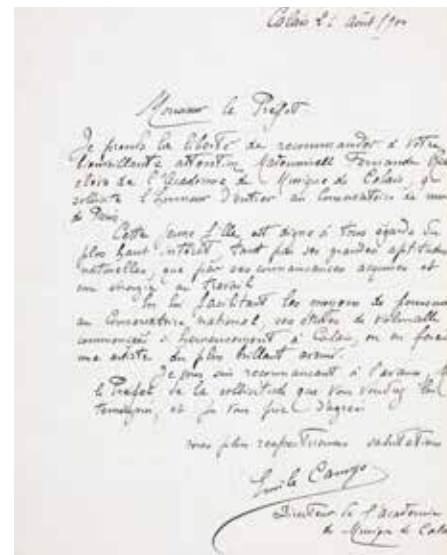 Calais 2 Août 190
Monsieur le Préfet
Je prends la liberté de recommander à votre
bienveillante attention Mademoiselle Fernande
élève de l'Académie de Musique de Calais, qui
sollicite l'honneur d'entrer au Conservatoire de mus
de Paris.
Cette jeune fille est digne à tous égards du
plus haut intérêt, tant par ses grandes aptitudes
naturelles, que par ses connaissances acquises et
son énergie au travail.
En lui facilitant les moyens de poursuivre
au Conservatoire national, ses études de violoncelle
commencées si heureusement à Calais, on en fera
une artiste du plus brillant avenir.
Je vous suis reconnaissant à l'avance, M
le Préfet de la sollicitude que vous voudrez lui
témoigner, et je vous prie d'agréer
mes plus respectueuses salutations
Emile Camys
Directeur de l'académie
de Musique de Cala